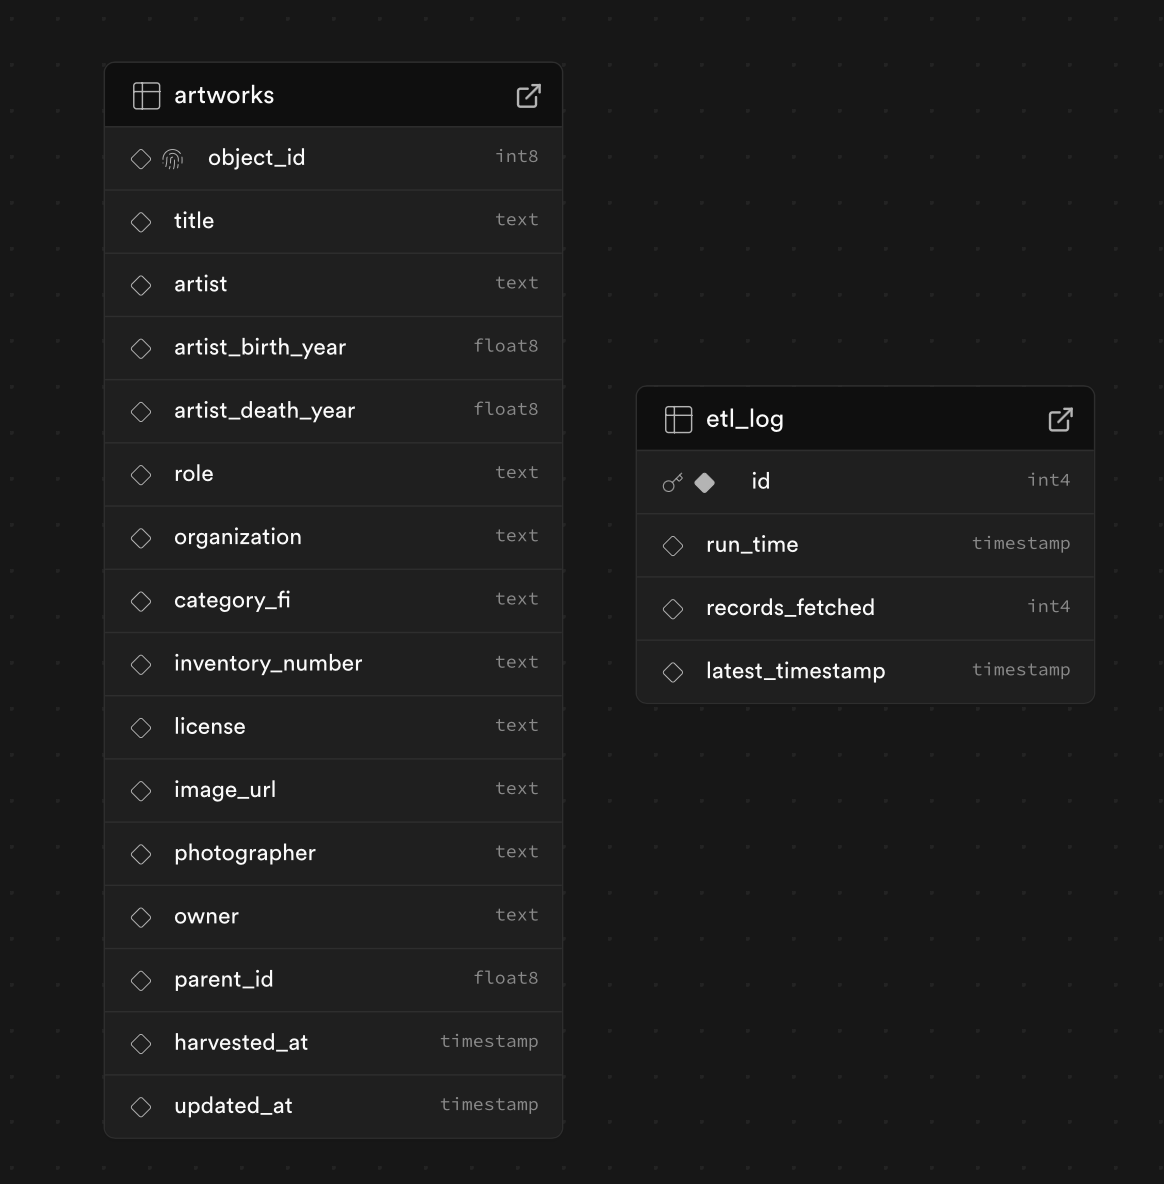 artworks
object_id int8
title text
artist text
artist_birth_year float8
artist_death_year float8
role text
organization text
category_fi text
inventory_number text
license text
image_url text
photographer text
owner text
parent_id float8
harvested_at timestamp
updated_at timestamp
etl_log
id int4
run_time timestamp
records_fetched int4
latest_timestamp timestamp